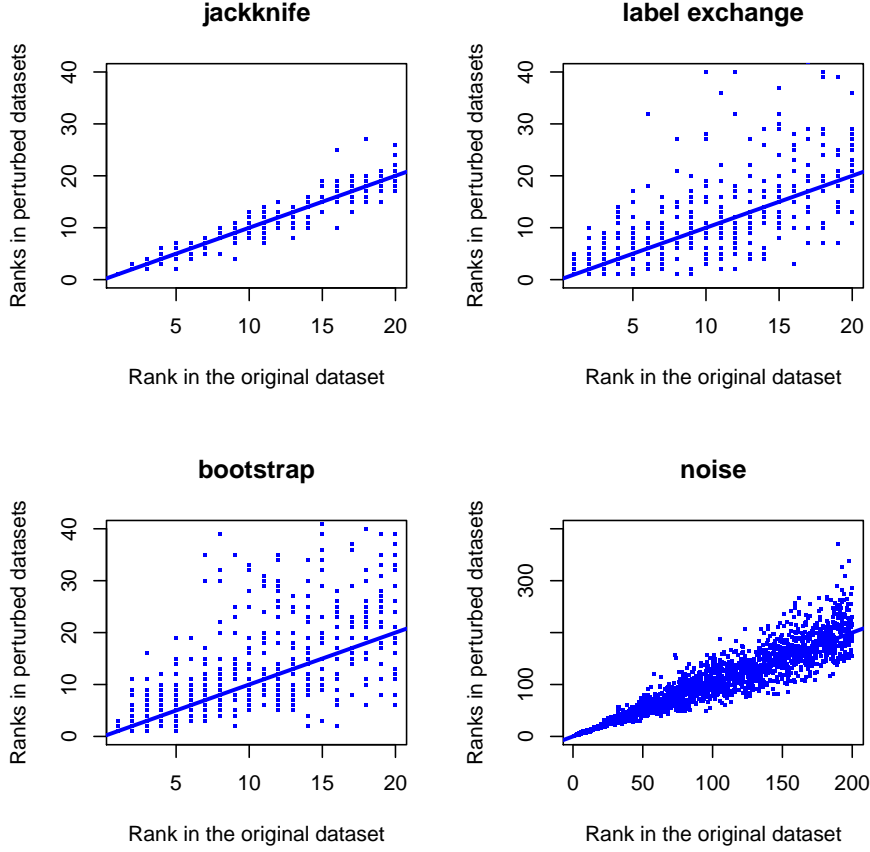 jackknife
Ranks in perturbed datasets
0 10 20 30 40
5 10 15 20
Rank in the original dataset
label exchange
Ranks in perturbed datasets
0 10 20 30 40
5 10 15 20
Rank in the original dataset
bootstrap
Ranks in perturbed datasets
0 10 20 30 40
5 10 15 20
Rank in the original dataset
noise
Ranks in perturbed datasets
0 100 300
0 50 100 150 200
Rank in the original dataset